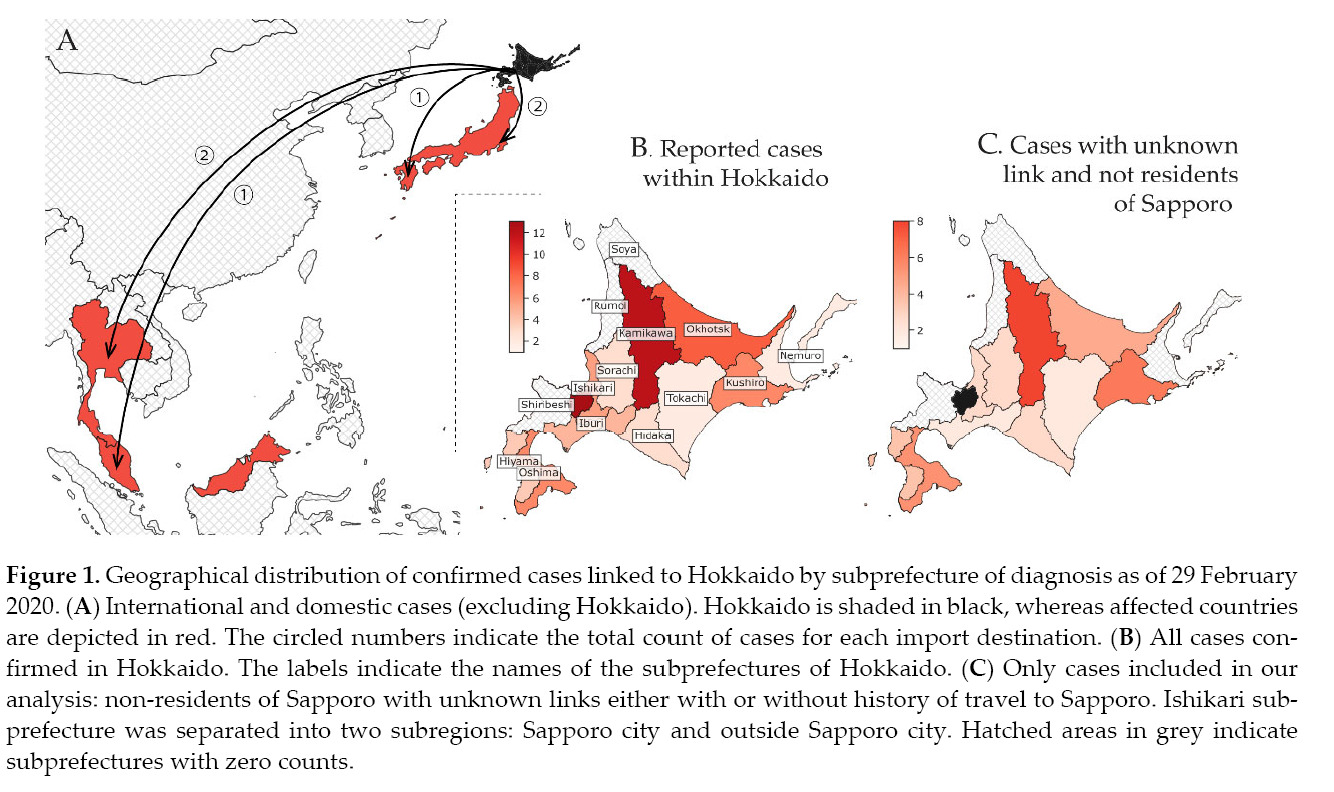 A
①
②
②
①
B. Reported cases
within Hokkaido
C. Cases with unknown
link and not residents
of Sapporo
12
10
8
6
4
2
Soya
Rumoi
Kamikawa
Okhotsk
Nemuro
Sorachi
Kushiro
Ishikari
Tokachi
Shiribeshi
Iburi
Hidaka
Hiyama
Oshima
8
6
4
2
Figure 1. Geographical distribution of confirmed cases linked to Hokkaido by subprefecture of diagnosis as of 29 February
2020. (A) International and domestic cases (excluding Hokkaido). Hokkaido is shaded in black, whereas affected countries
are depicted in red. The circled numbers indicate the total count of cases for each import destination. (B) All cases con-
firmed in Hokkaido. The labels indicate the names of the subprefectures of Hokkaido. (C) Only cases included in our
analysis: non-residents of Sapporo with unknown links either with or without history of travel to Sapporo. Ishikari sub-
prefecture was separated into two subregions: Sapporo city and outside Sapporo city. Hatched areas in grey indicate
subprefectures with zero counts.